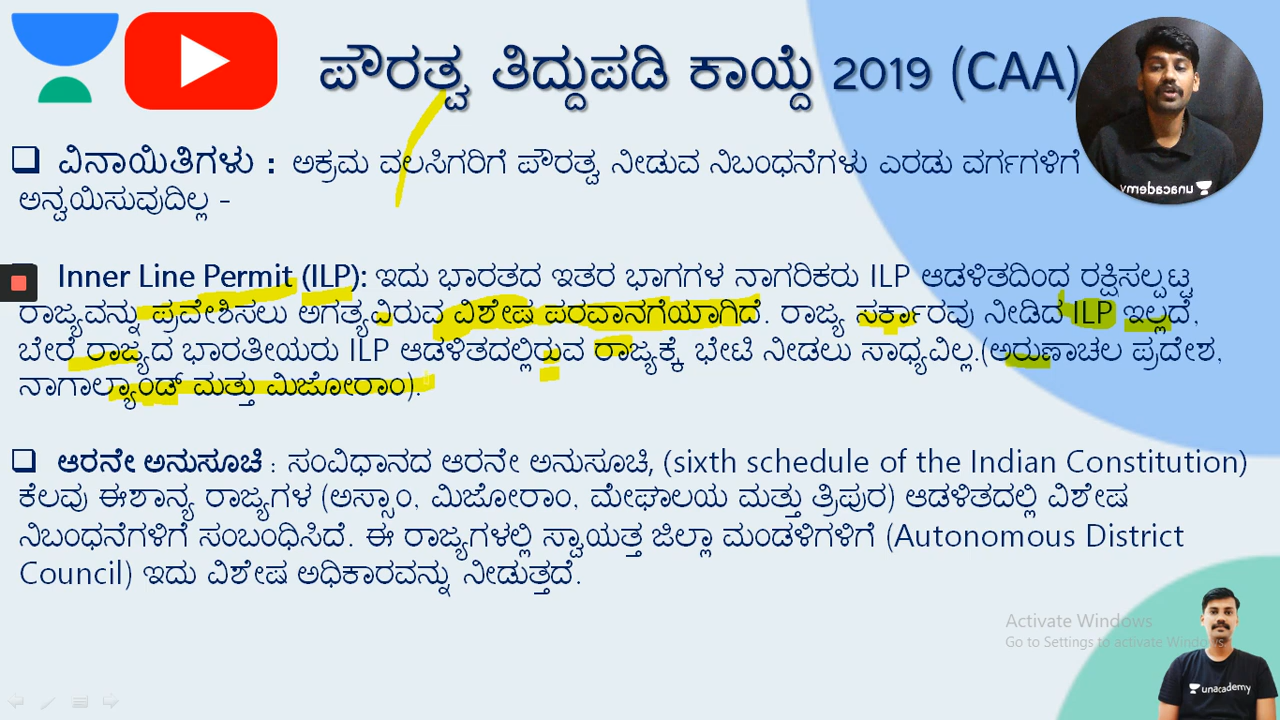 ಪೌರತ್ವ ತಿದ್ದುಪಡಿ ಕಾಯ್ದೆ 2019 (CAA)
ವಿನಾಯಿತಿಗಳು : ಅಕ್ರಮ ವಲಸಿಗರಿಗೆ ಪೌರತ್ವ ನೀಡುವ ನಿಬಂಧನೆಗಳು ಎರಡು ವರ್ಗಗಳಿಗೆ
ಅನ್ವಯಿಸುವುದಿಲ್ಲ -
unacademy
Inner Line Permit (ILP): ಇದು ಭಾರತದ ಇತರ ಭಾಗಗಳ ನಾಗರಿಕರು ILP ಆಡಳಿತದಿಂದ ರಕ್ಷಿಸಲ್ಪಟ್ಟ
ರಾಜ್ಯವನ್ನು ಪ್ರವೇಶಿಸಲು ಅಗತ್ಯವಿರುವ ವಿಶೇಷ ಪರವಾನಗೆಯಾಗಿದೆ. ರಾಜ್ಯ ಸರ್ಕಾರವು ನೀಡಿದ ILP ಇಲ್ಲದೆ,
ಬೇರೆ ರಾಜ್ಯದ ಭಾರತೀಯರು ILP ಆಡಳಿತದಲ್ಲಿರುವ ರಾಜ್ಯಕ್ಕೆ ಭೇಟಿ ನೀಡಲು ಸಾಧ್ಯವಿಲ್ಲ.(ಅರುಣಾಚಲ ಪ್ರದೇಶ,
ನಾಗಾಲ್ಯಾಂಡ್ ಮತ್ತು ಮಿಜೋರಾಂ).
ಆರನೇ ಅನುಸೂಚಿ : ಸಂವಿಧಾನದ ಆರನೇ ಅನುಸೂಚಿ, (sixth schedule of the Indian Constitution)
ಕೆಲವು ಈಶಾನ್ಯ ರಾಜ್ಯಗಳ (ಅಸ್ಸಾಂ, ಮಿಜೋರಾಂ, ಮೇಘಾಲಯ ಮತ್ತು ತ್ರಿಪುರ) ಆಡಳಿತದಲ್ಲಿ ವಿಶೇಷ
ನಿಬಂಧನೆಗಳಿಗೆ ಸಂಬಂಧಿಸಿದೆ. ಈ ರಾಜ್ಯಗಳಲ್ಲಿ ಸ್ವಾಯತ್ತ ಜಿಲ್ಲಾ ಮಂಡಳಿಗಳಿಗೆ (Autonomous District
Council) ಇದು ವಿಶೇಷ ಅಧಿಕಾರವನ್ನು ನೀಡುತ್ತದೆ.
Activate Windows
Go to Settings to activate Windows.
unacademy